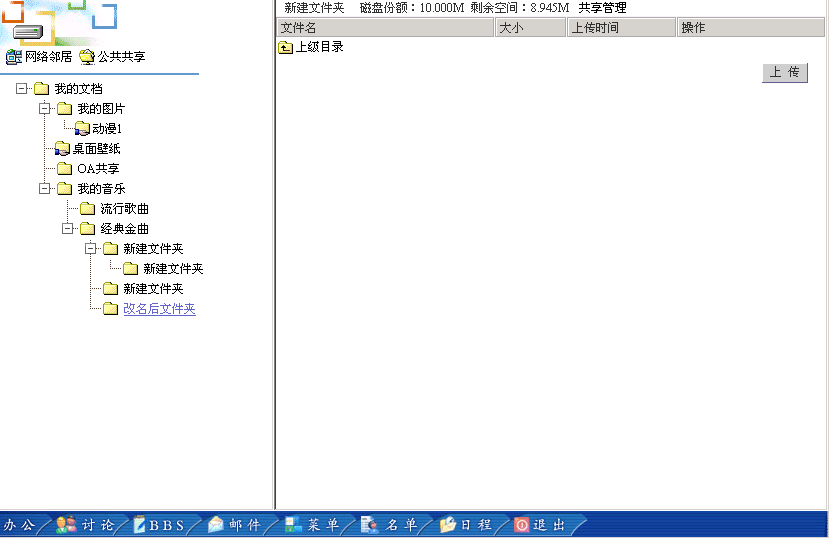 网络邻居 公共共享
我的文档
我的图片
动漫1
桌面壁纸
OA共享
我的音乐
流行歌曲
经典金曲
新建文件夹
新建文件夹
新建文件夹
改名后文件夹
新建文件夹 磁盘份额:10.000M 剩余空间:8.945M 共享管理
文件名 大小 上传时间 操作
上级目录
上 传
办公 讨论 BBS 邮件 菜单 名单 日程 退出